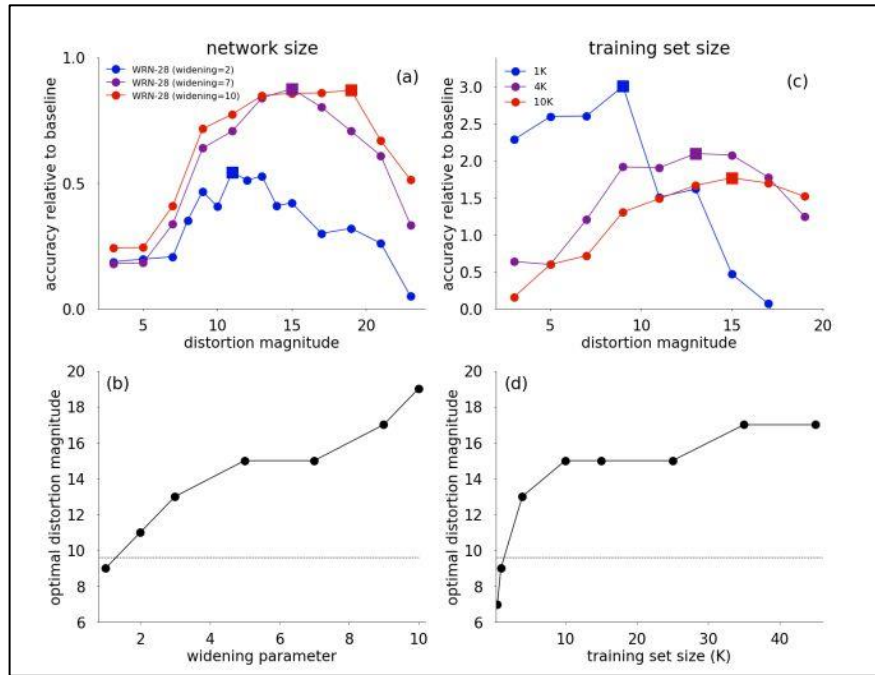 network size
training set size
1.0
0.5
0.0
accuracy relative to baseline
WRN-28 (widening=2)
WRN-28 (widening=7)
WRN-28 (widening=10)
(a)
5
10
15
20
distortion magnitude
3.0
2.5
2.0
1.5
1.0
0.5
0.0
accuracy relative to baseline
1K
4K
10K
(c)
5
10
15
20
distortion magnitude
20
18
16
14
12
10
8
6
optimal distortion magnitude
(b)
2
4
6
8
10
widening parameter
20
18
16
14
12
10
8
6
optimal distortion magnitude
(d)
10
20
30
40
training set size (K)